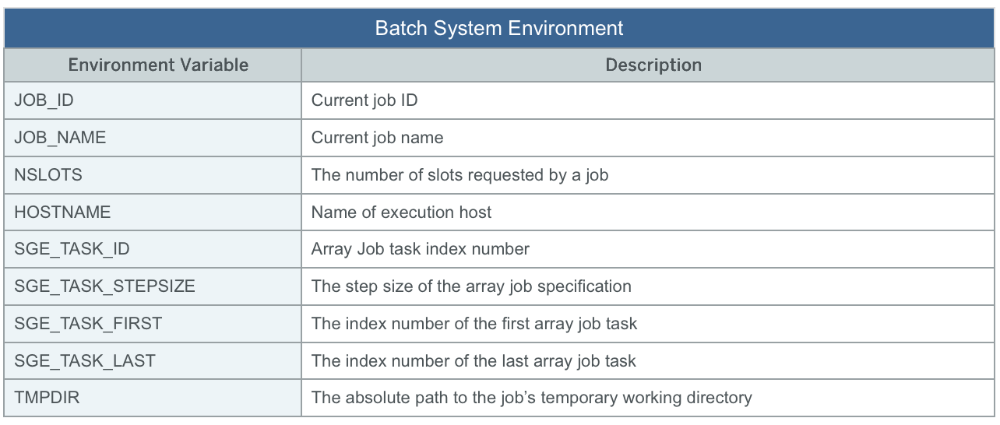 Batch System Environment
Environment Variable Description
JOB_ID Current job ID
JOB_NAME Current job name
NSLOTS The number of slots requested by a job
HOSTNAME Name of execution host
SGE_TASK_ID Array Job task index number
SGE_TASK_STEPSIZE The step size of the array job specification
SGE_TASK_FIRST The index number of the first array job task
SGE_TASK_LAST The index number of the last array job task
TMPDIR The absolute path to the job’s temporary working directory